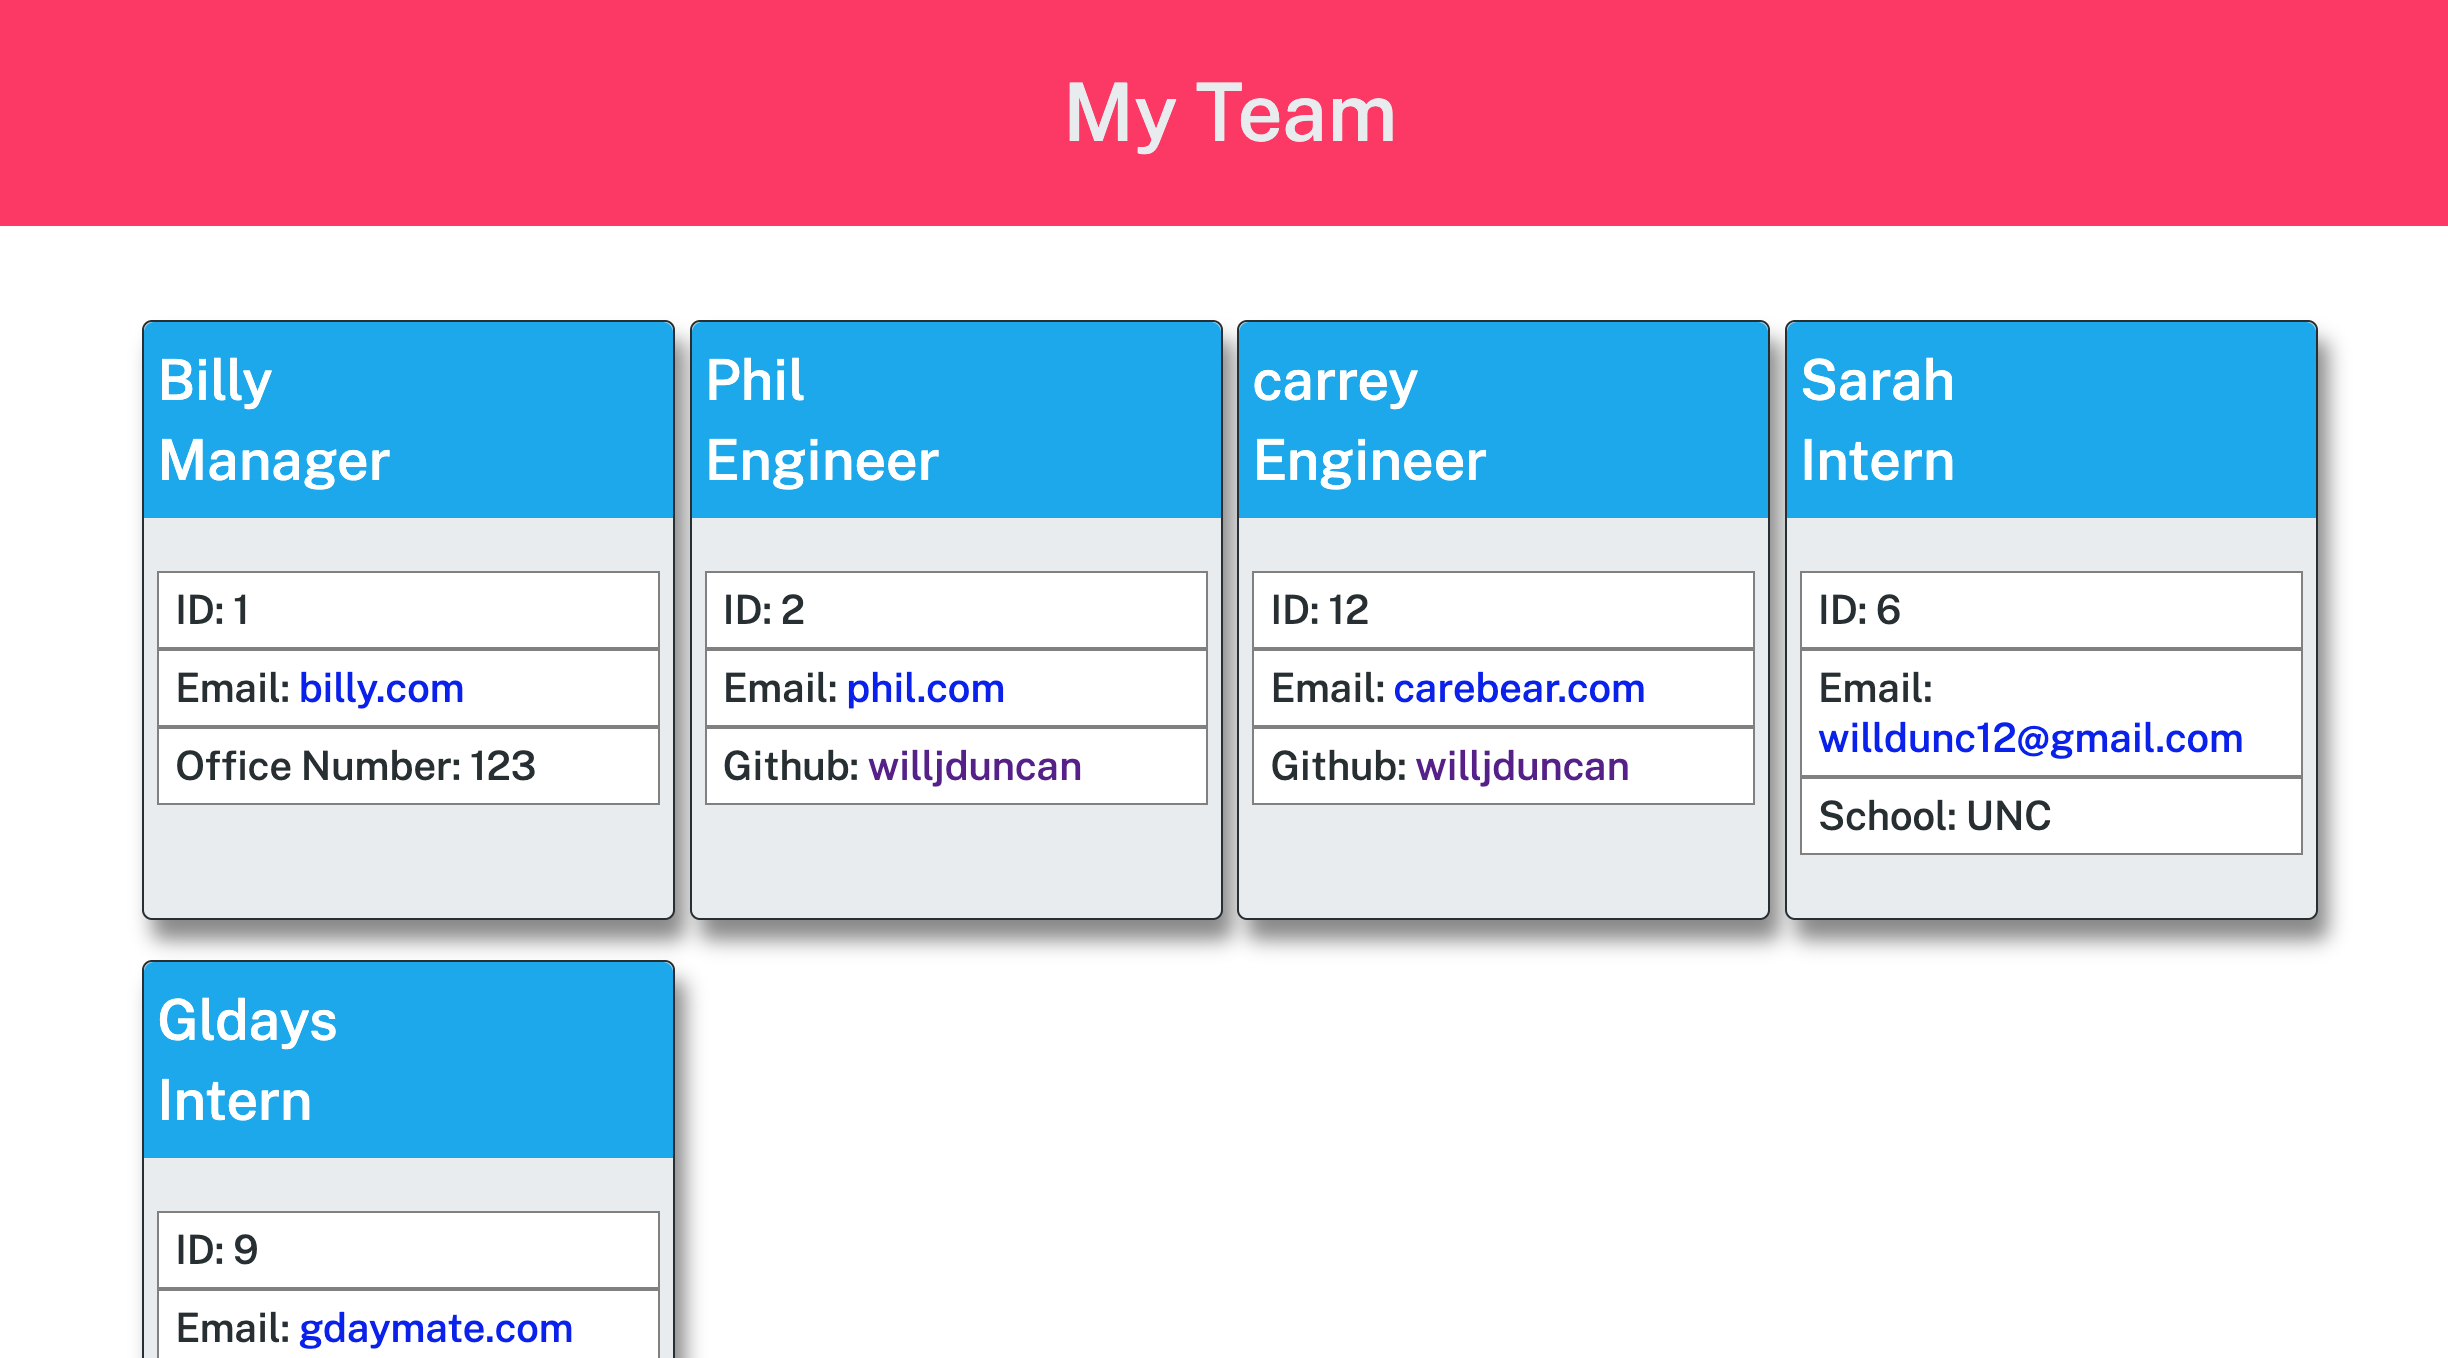 My Team
Billy
Manager
ID: 1
Email: billy.com
Office Number: 123
Phil
Engineer
ID: 2
Email: phil.com
Github: willjduncan
carrey
Engineer
ID: 12
Email: carebear.com
Github: willjduncan
Sarah
Intern
ID: 6
Email:
willdunc12@gmail.com
School: UNC
Gldays
Intern
ID: 9
Email: gdaymate.com